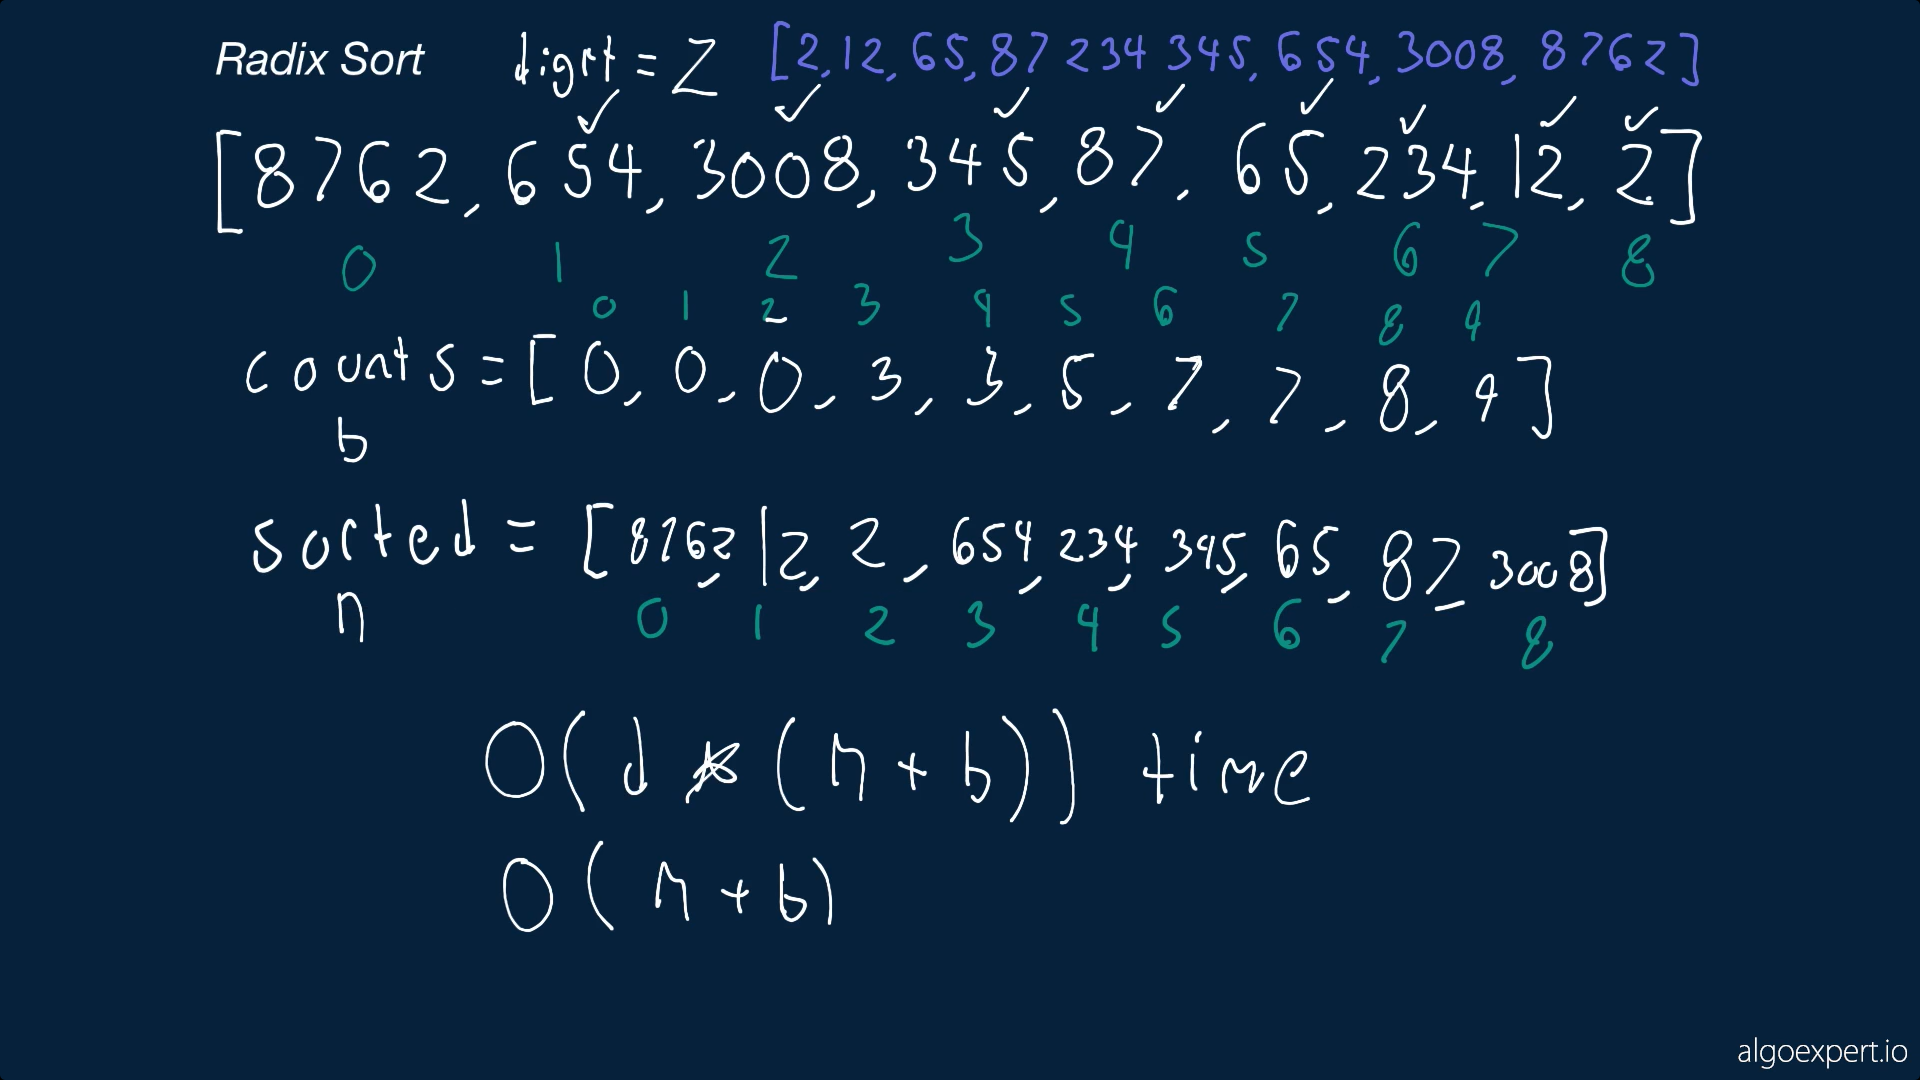 Radix Sort digit = 2 [2, 12, 65, 87 234 345, 654, 3008, 8762]
[8762, 654, 3008, 345, 87, 65, 234, 12, 2]
0 1 2 3 4 5 6 7 8
0 1 2 3 4 5 6 7 8 9
counts = [0, 0, 0, 3, 3, 5, 7, 7, 8, 9]
b
sorted = [8762, 12, 2, 654, 234, 345, 65, 87, 3008]
n 0 1 2 3 4 5 6 7 8
O(d * (n + b)) time
O(n + b)
algoexpert.io